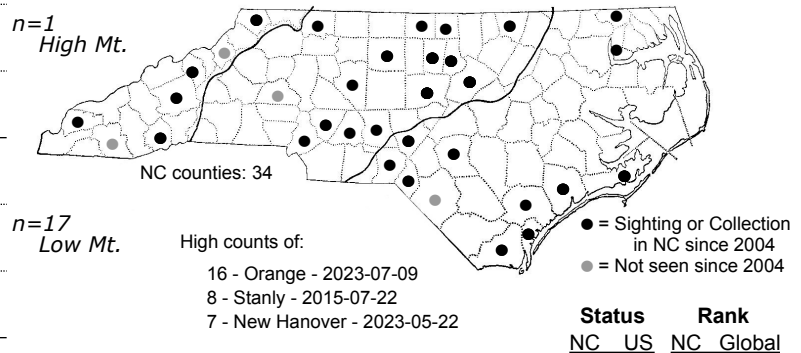 n=1
High Mt.
NC counties: 34
n=17
Low Mt.
High counts of:
16 - Orange - 2023-07-09
8 - Stanly - 2015-07-22
7 - New Hanover - 2023-05-22
= Sighting or Collection
in NC since 2004
= Not seen since 2004
Status Rank
NC US NC Global